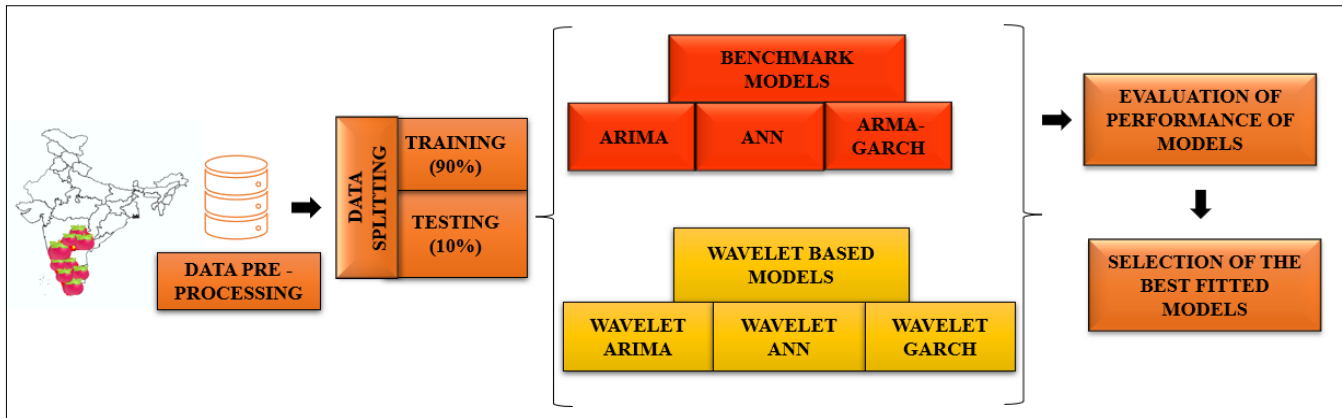 DATA PRE -
PROCESSING
DATA
SPLITTING
TRAINING
(90%)
TESTING
(10%)
BENCHMARK
MODELS
ARIMA
ANN
ARMA-
GARCH
WAVELET BASED
MODELS
WAVELET
ARIMA
WAVELET
ANN
WAVELET
GARCH
EVALUATION OF
PERFORMANCE OF
MODELS
SELECTION OF THE
BEST FITTED
MODELS